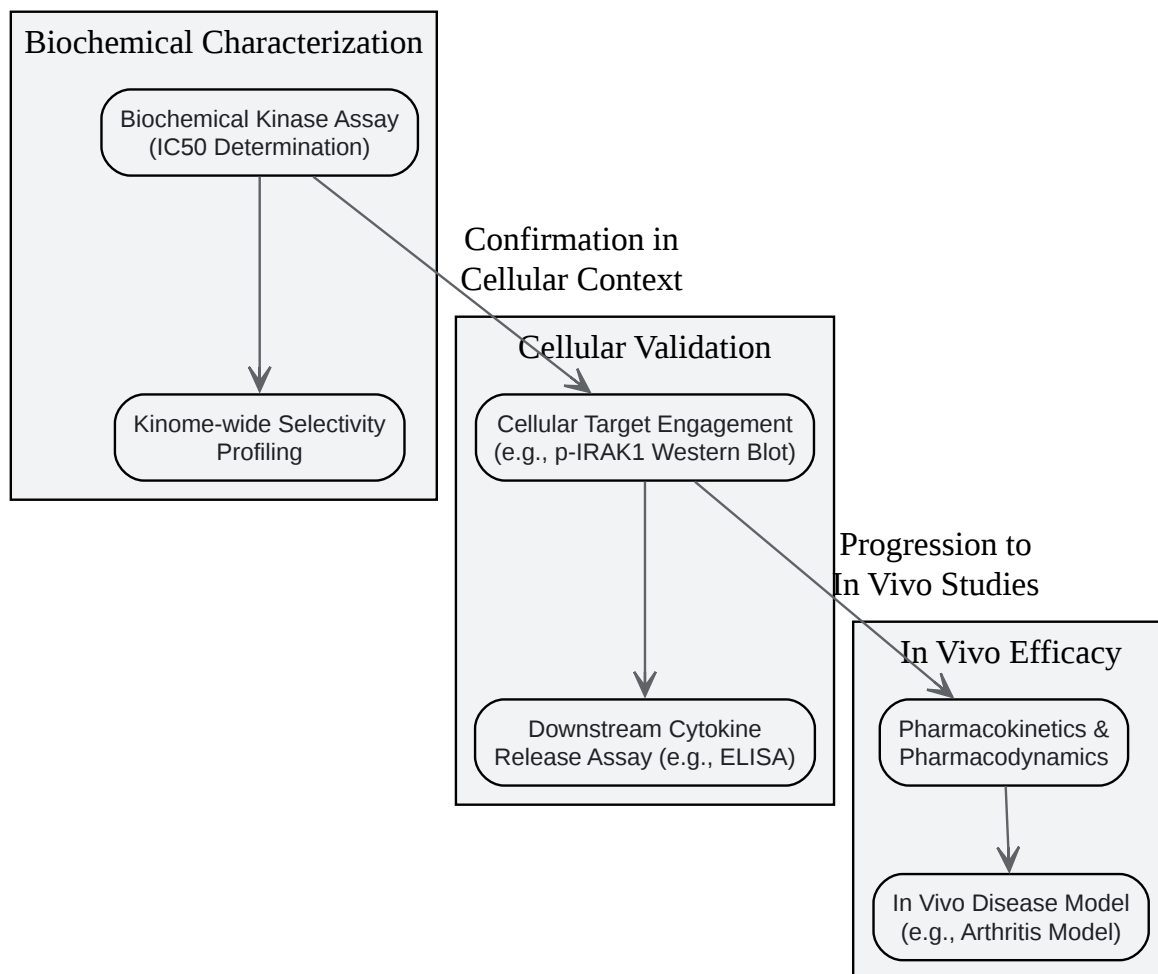 Biochemical Characterization
Biochemical Kinase Assay
(IC50 Determination)
Confirmation in
Cellular Context
Kinome-wide Selectivity
Profiling
Cellular Validation
Cellular Target Engagement
(e.g., p-IRAK1 Western Blot)
Progression to
In Vivo Studies
Downstream Cytokine
Release Assay (e.g., ELISA)
In Vivo Efficacy
Pharmacokinetics &
Pharmacodynamics
In Vivo Disease Model
(e.g., Arthritis Model)